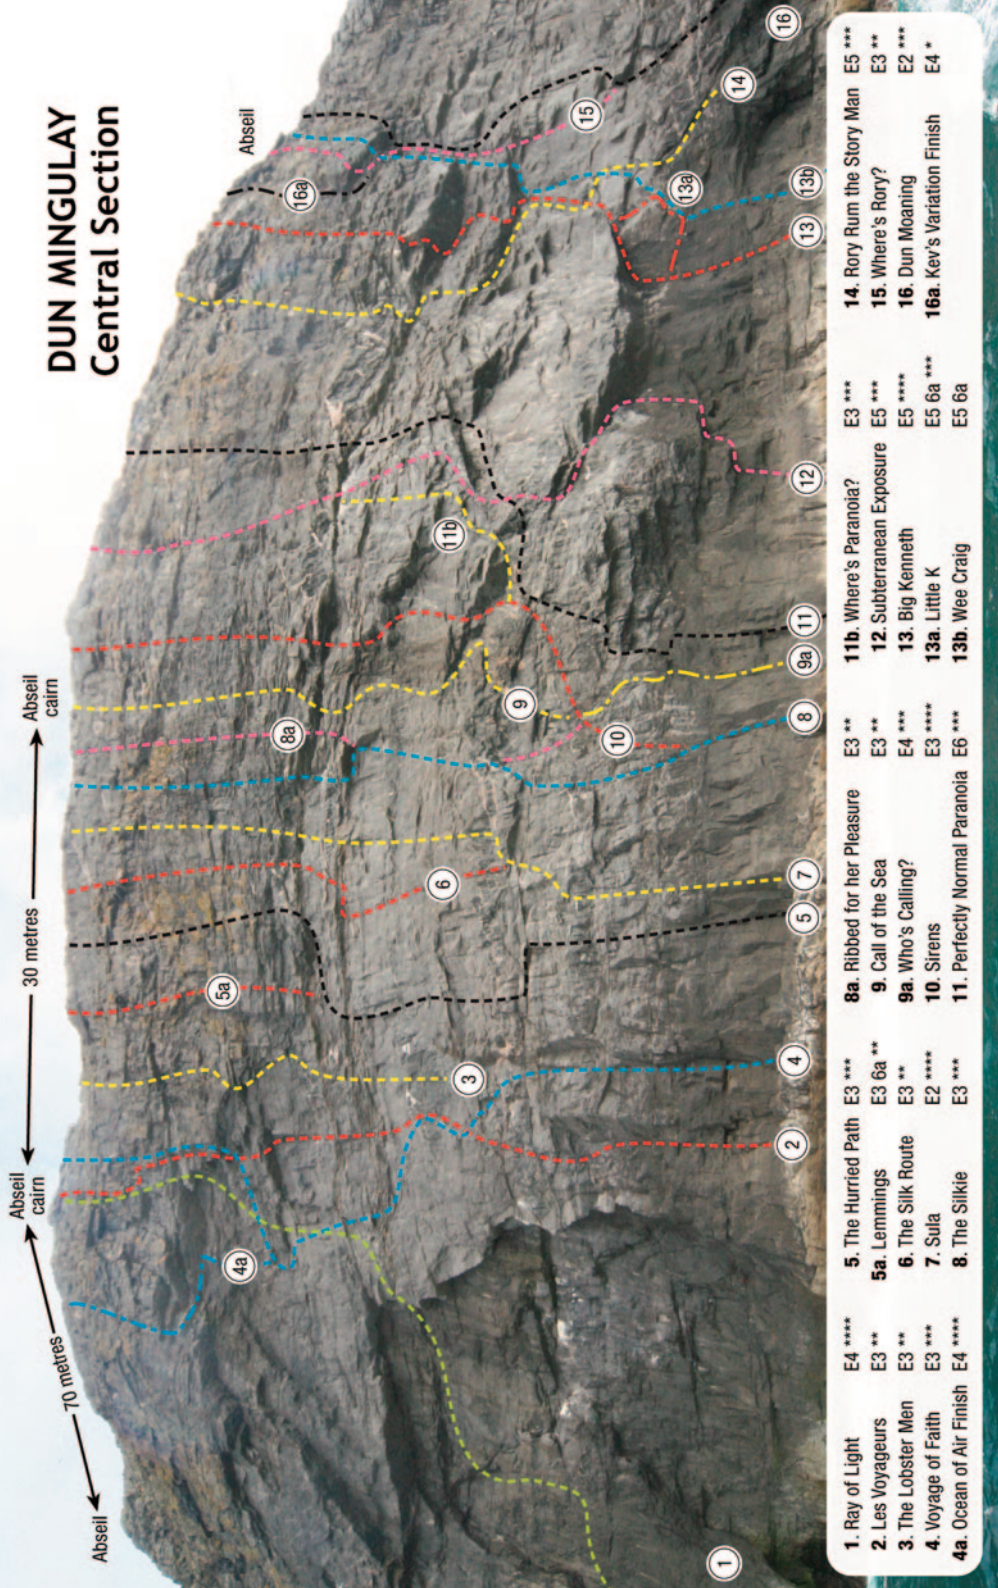 DUN MINGULAY
Central Section
Abseil
70 metres
Abseil
cairn
30 metres
Abseil
cairn
Abseil
1
2
3
4
4a
5
5a
6
7
8
8a
9
9a
10
11
11b
12
13
13a
13b
14
15
16
16a
1. Ray of Light E4 ****
2. Les Voyageurs E3 **
3. The Lobster Men E3 **
4. Voyage of Faith E3 ***
4a. Ocean of Air Finish E4 ****
5. The Hurried Path E3 ***
5a. Lemmings E3 6a **
6. The Silk Route E3 **
7. Sula E2 ****
8. The Silkie E3 ***
8a. Ribbed for her Pleasure E3 **
9. Call of the Sea E3 **
9a. Who's Calling? E4 ***
10. Sirens E3 ****
11. Perfectly Normal Paranoia E6 ***
11b. Where's Paranoia? E3 ***
12. Subterranean Exposure E5 ***
13. Big Kenneth E5 ****
13a. Little K E5 6a ***
13b. Wee Craig E5 6a
14. Rory Rum the Story Man E5 ***
15. Where's Rory? E3 **
16. Dun Moaning E2 ***
16a. Kev's Variation Finish E4 *